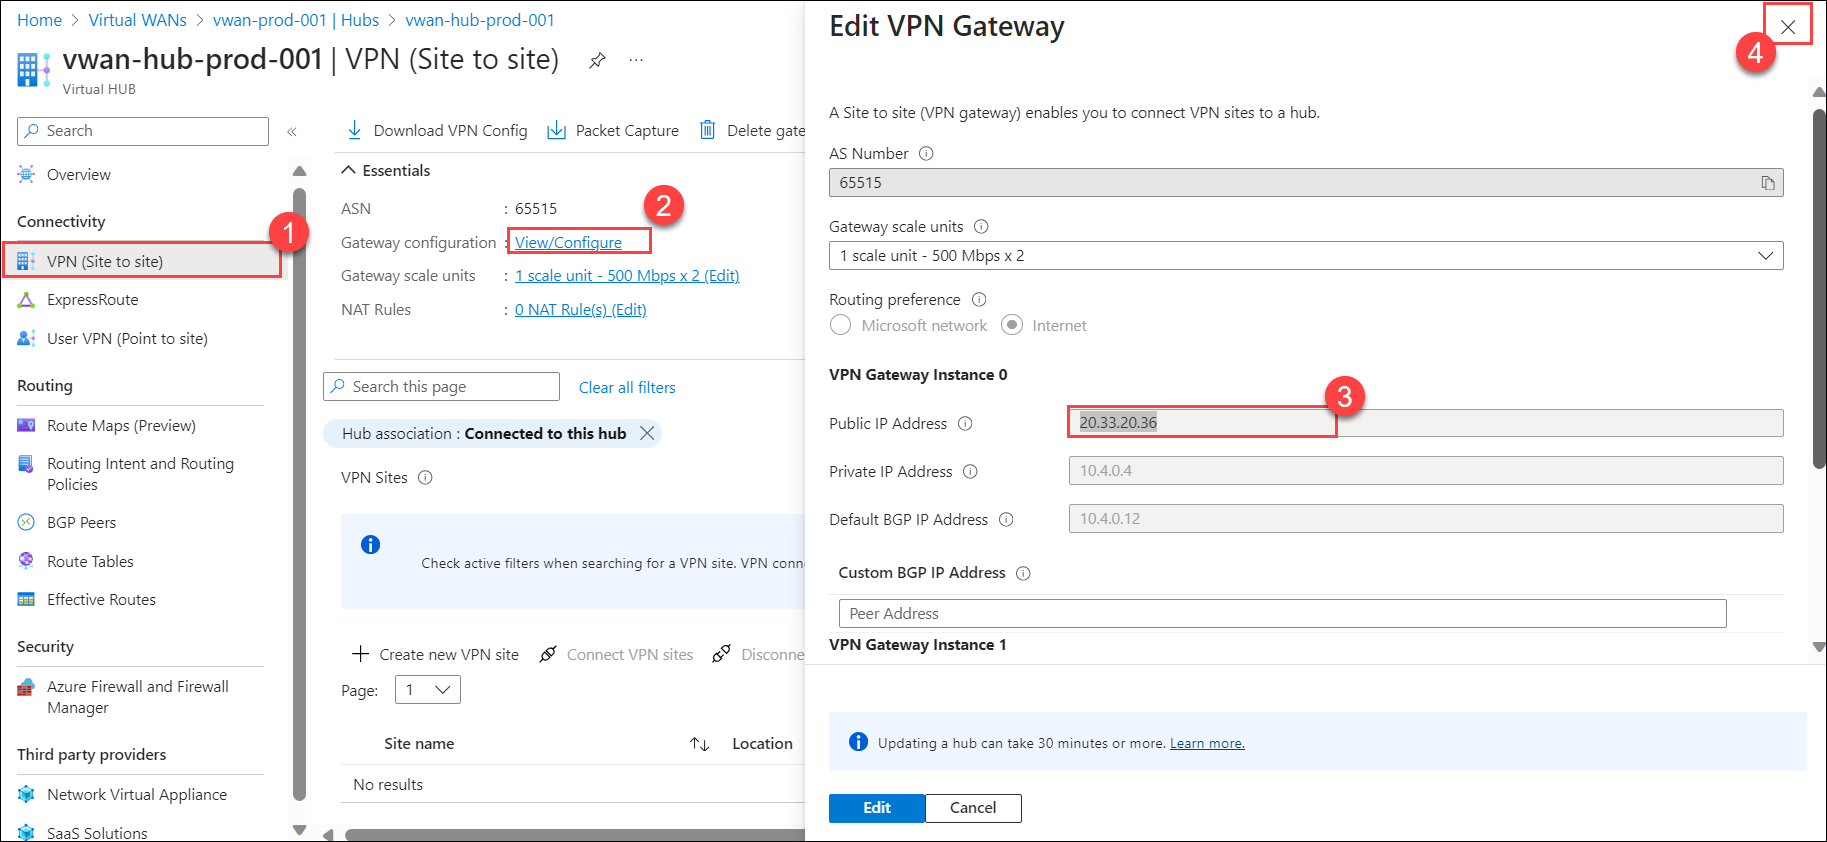 Home > Virtual WANs > vwan-prod-001 | Hubs > vwan-hub-prod-001
vwan-hub-prod-001 | VPN (Site to site)
Virtual HUB
Search
Overview
Connectivity
1
VPN (Site to site)
ExpressRoute
User VPN (Point to site)
Routing
Route Maps (Preview)
Routing Intent and Routing
Policies
BGP Peers
Route Tables
Effective Routes
Security
Azure Firewall and Firewall
Manager
Third party providers
Network Virtual Appliance
SaaS Solutions
Download VPN Config Packet Capture Delete gate
Essentials
ASN : 65515
2
Gateway configuration : View/Configure
Gateway scale units : 1 scale unit - 500 Mbps x 2 (Edit)
NAT Rules : 0 NAT Rule(s) (Edit)
Search this page Clear all filters
Hub association : Connected to this hub
VPN Sites
Check active filters when searching for a VPN site. VPN conn
Create new VPN site Connect VPN sites Disconne
Page: 1
Site name Location
No results
Edit VPN Gateway
4
A Site to site (VPN gateway) enables you to connect VPN sites to a hub.
AS Number
65515
Gateway scale units
1 scale unit - 500 Mbps x 2
Routing preference
Microsoft network Internet
VPN Gateway Instance 0
3
Public IP Address 20.33.20.36
Private IP Address 10.4.0.4
Default BGP IP Address 10.4.0.12
Custom BGP IP Address
Peer Address
VPN Gateway Instance 1
Updating a hub can take 30 minutes or more. Learn more.
Edit Cancel